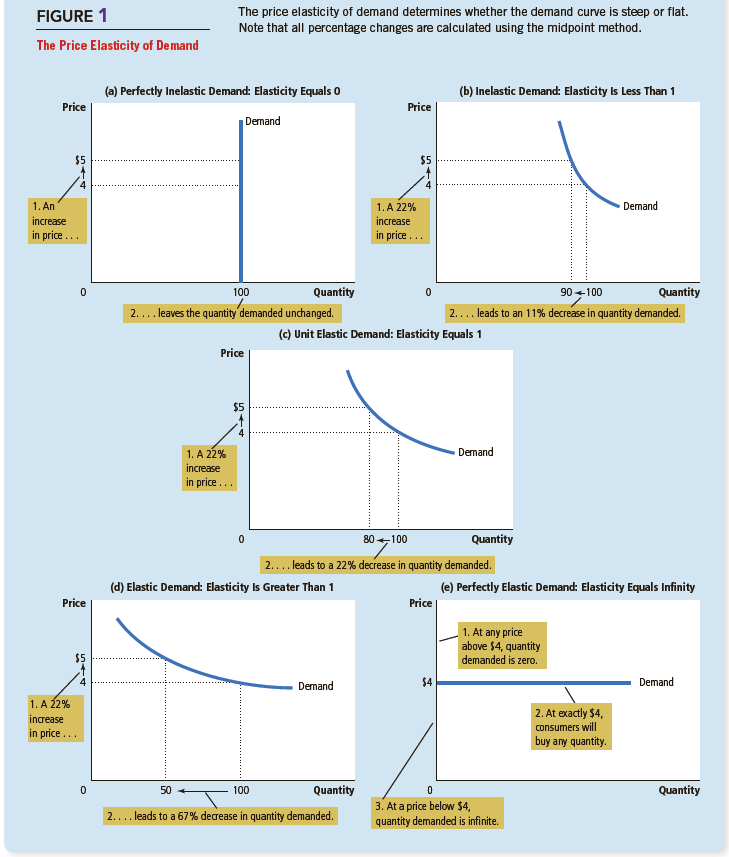 FIGURE 1
The Price Elasticity of Demand
The price elasticity of demand determines whether the demand curve is steep or flat.
Note that all percentage changes are calculated using the midpoint method.
(a) Perfectly Inelastic Demand: Elasticity Equals 0
Price
Demand
$5
4
1. An
increase
in price . . .
0
100
Quantity
2. . . . leaves the quantity demanded unchanged.
(b) Inelastic Demand: Elasticity Is Less Than 1
Price
$5
4
1. A 22%
increase
in price . . .
Demand
0
90
100
Quantity
2. . . . leads to an 11% decrease in quantity demanded.
(c) Unit Elastic Demand: Elasticity Equals 1
Price
$5
4
1. A 22%
increase
in price . . .
Demand
0
80
100
Quantity
2. . . . leads to a 22% decrease in quantity demanded.
(d) Elastic Demand: Elasticity Is Greater Than 1
Price
$5
4
1. A 22%
increase
in price . . .
Demand
0
50
100
Quantity
2. . . . leads to a 67% decrease in quantity demanded.
(e) Perfectly Elastic Demand: Elasticity Equals Infinity
Price
1. At any price
above $4, quantity
demanded is zero.
$4
Demand
2. At exactly $4,
consumers will
buy any quantity.
0
Quantity
3. At a price below $4,
quantity demanded is infinite.